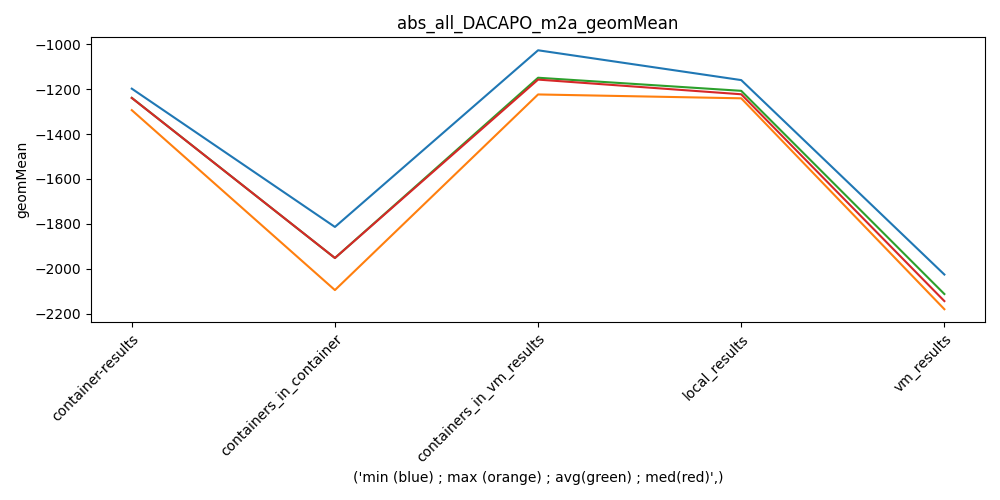 abs_all_DACAPO_m2a_geomMean
−1000
−1200
−1400
−1600
−1800
−2000
−2200
geomMean
container-results
containers_in_container
containers_in_vm_results
local_results
vm_results
('min (blue) ; max (orange) ; avg(green) ; med(red)',)